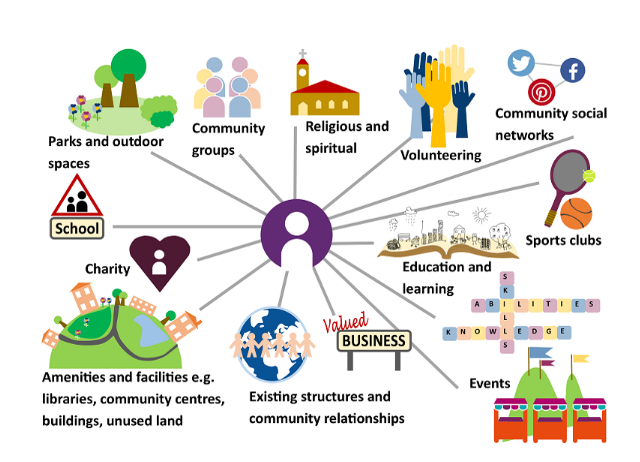 Parks and outdoor
spaces
Community
groups
Religious and
spiritual
Volunteering
Community social
networks
School
Charity
Sports clubs
Education and
learning
SKILLS
ABILITIES
KNOWLEDGE
Valued
BUSINESS
Amenities and facilities e.g.
libraries, community centres,
buildings, unused land
Existing structures and
community relationships
Events